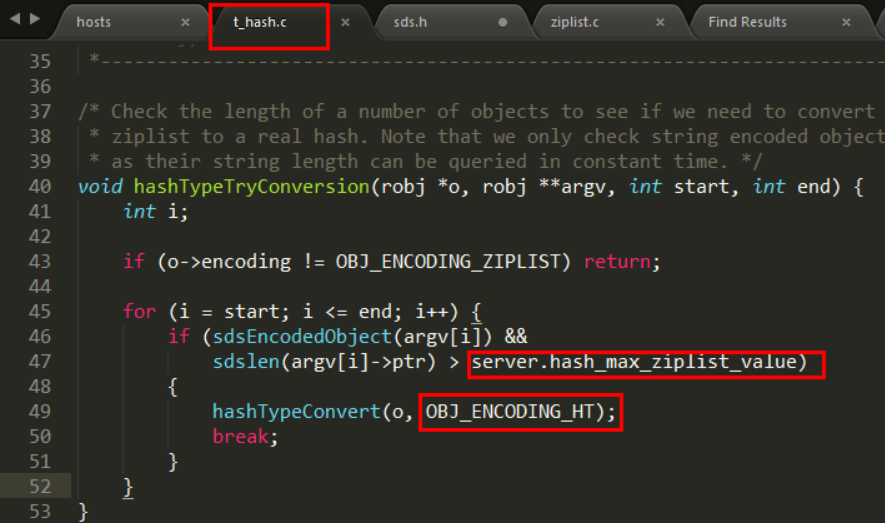 hosts × t_hash.c × sds.h ziplist.c × Find Results ×
35 *------------------------------------------------------------------------
36
37 /* Check the length of a number of objects to see if we need to convert
38 * ziplist to a real hash. Note that we only check string encoded object
39 * as their string length can be queried in constant time. */
40 void hashTypeTryConversion(robj *o, robj **argv, int start, int end) {
41 int i;
42
43 if (o->encoding != OBJ_ENCODING_ZIPLIST) return;
44
45 for (i = start; i <= end; i++) {
46 if (sdsEncodedObject(argv[i]) &&
47 sdslen(argv[i]->ptr) > server.hash_max_ziplist_value)
48 {
49 hashTypeConvert(o, OBJ_ENCODING_HT);
50 break;
51 }
52 }
53 }